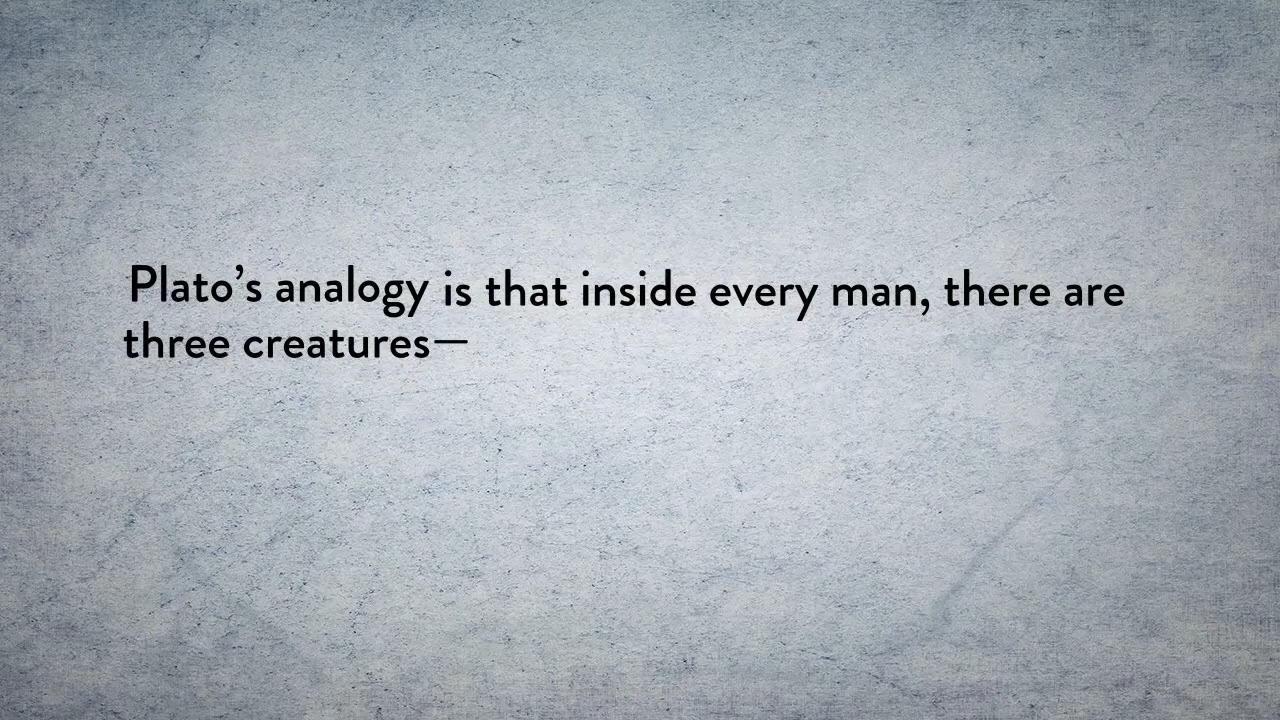 Plato’s analogy is that inside every man, there are
three creatures—